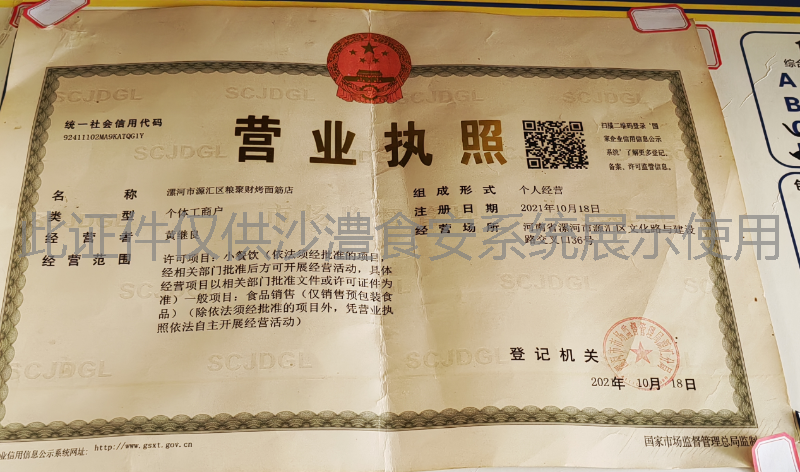 统一社会信用代码
92411102MA9KATQG1Y
营业执照
扫描二维码登录‘国
家企业信用信息公示
系统’了解更多登记、
备案、许可监管信息。
名称 漯河市源汇区粮聚财烤面筋店
类型 个体工商户
经营者 黄继良
经营范围 许可项目:小餐饮(依法须经批准的项目,
经相关部门批准后方可开展经营活动,具体
经营项目以相关部门批准文件或许可证件为
准)一般项目:食品销售(仅销售预包装食
品)(除依法须经批准的项目外,凭营业执
照依法自主开展经营活动)
组成形式 个人经营
注册日期 2021年10月18日
经营场所 河南省漯河市源汇区文化路与建设
路交叉口36号
此证件仅供沙澧食安系统展示使用
登记机关
202 年 10月 18日
业信用信息公示系统网址: http://www.gsxt.gov.cn
国家市场监督管理总局监制
SCJDGL
SCJDGL
SCJDGL
SCJDGL
SCJDGL
综合
A
B